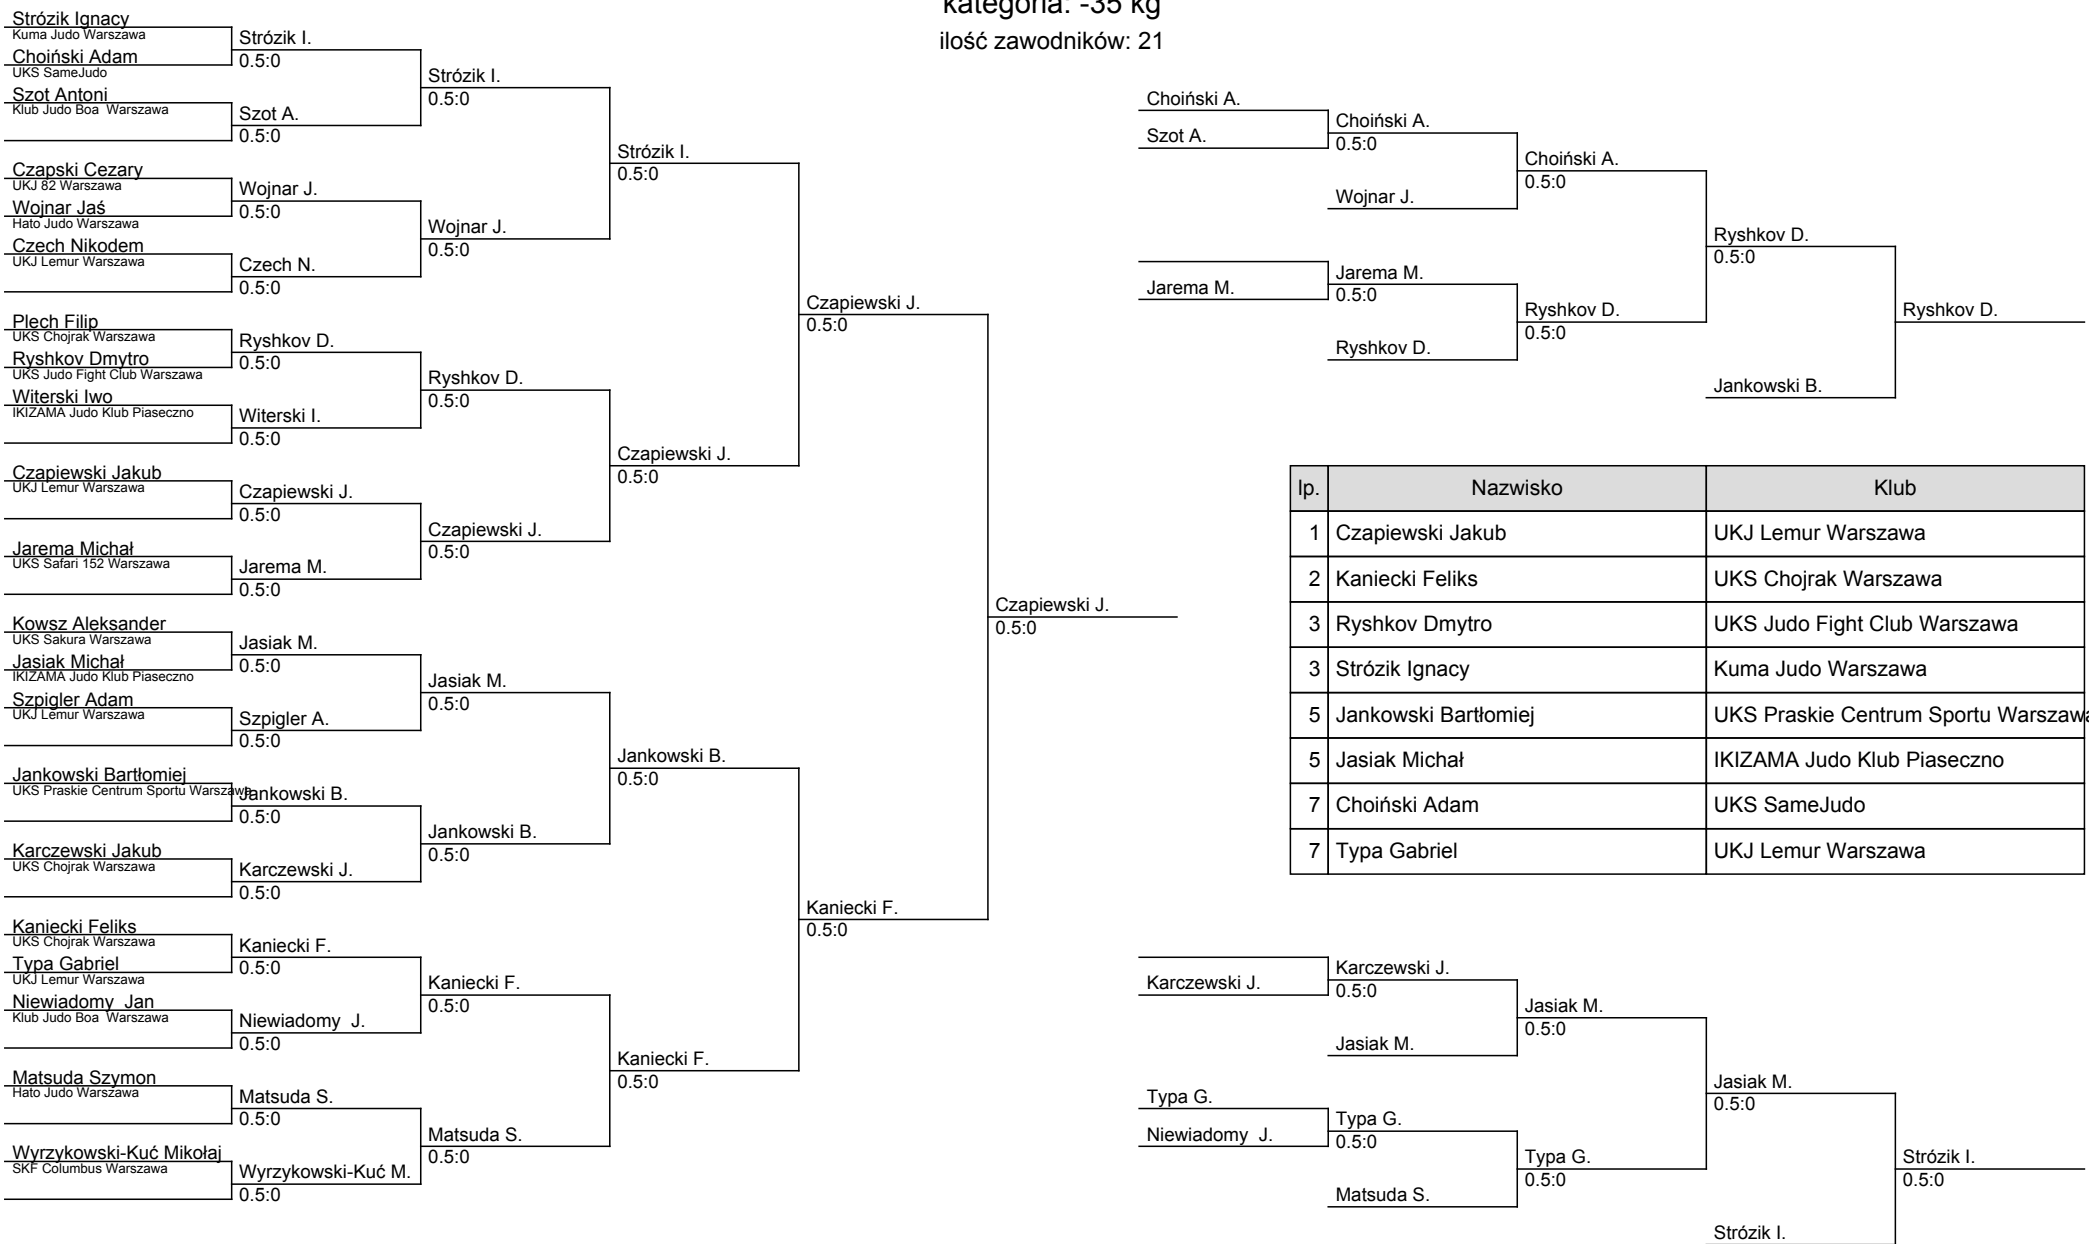 kategoria: -35 kg
ilość zawodników: 21
Strózik Ignacy
Kuma Judo Warszawa
Choiński Adam
UKS SameJudo
Szot Antoni
Klub Judo Boa  Warszawa
Czapski Cezary
UKJ 82 Warszawa
Wojnar Jaś
Hato Judo Warszawa
Czech Nikodem
UKJ Lemur Warszawa
Plech Filip
UKS Chojrak Warszawa
Ryshkov Dmytro
UKS Judo Fight Club Warszawa
Witerski Iwo
IKIZAMA Judo Klub Piaseczno
Czapiewski Jakub
UKJ Lemur Warszawa
Jarema Michał
UKS Safari 152 Warszawa
Kowsz Aleksander
UKS Sakura Warszawa
Jasiak Michał
IKIZAMA Judo Klub Piaseczno
Szpigler Adam
UKJ Lemur Warszawa
Jankowski Bartłomiej
UKS Praskie Centrum Sportu Warszawa
Karczewski Jakub
UKS Chojrak Warszawa
Kaniecki Feliks
UKS Chojrak Warszawa
Typa Gabriel
UKJ Lemur Warszawa
Niewiadomy  Jan
Klub Judo Boa  Warszawa
Matsuda Szymon
Hato Judo Warszawa
Wyrzykowski-Kuć Mikołaj
SKF Columbus Warszawa
Strózik I.
0.5:0
Szot A.
0.5:0
Wojnar J.
0.5:0
Czech N.
0.5:0
Ryshkov D.
0.5:0
Witerski I.
0.5:0
Czapiewski J.
0.5:0
Jarema M.
0.5:0
Jasiak M.
0.5:0
Szpigler A.
0.5:0
Jankowski B.
0.5:0
Karczewski J.
0.5:0
Kaniecki F.
0.5:0
Niewiadomy  J.
0.5:0
Matsuda S.
0.5:0
Wyrzykowski-Kuć M.
0.5:0
Strózik I.
0.5:0
Wojnar J.
0.5:0
Ryshkov D.
0.5:0
Czapiewski J.
0.5:0
Jasiak M.
0.5:0
Jankowski B.
0.5:0
Kaniecki F.
0.5:0
Matsuda S.
0.5:0
Strózik I.
0.5:0
Czapiewski J.
0.5:0
Jankowski B.
0.5:0
Kaniecki F.
0.5:0
Czapiewski J.
0.5:0
Kaniecki F.
0.5:0
Czapiewski J.
0.5:0
Choiński A.
Szot A.
Jarema M.
Choiński A.
0.5:0
Wojnar J.
Jarema M.
0.5:0
Ryshkov D.
Choiński A.
0.5:0
Ryshkov D.
0.5:0
Ryshkov D.
0.5:0
Jankowski B.
Ryshkov D.
lp. Nazwisko Klub
1 Czapiewski Jakub UKJ Lemur Warszawa
2 Kaniecki Feliks UKS Chojrak Warszawa
3 Ryshkov Dmytro UKS Judo Fight Club Warszawa
3 Strózik Ignacy Kuma Judo Warszawa
5 Jankowski Bartłomiej UKS Praskie Centrum Sportu Warszawa
5 Jasiak Michał IKIZAMA Judo Klub Piaseczno
7 Choiński Adam UKS SameJudo
7 Typa Gabriel UKJ Lemur Warszawa
Karczewski J.
Typa G.
Niewiadomy  J.
Karczewski J.
0.5:0
Jasiak M.
Typa G.
0.5:0
Matsuda S.
Jasiak M.
0.5:0
Typa G.
0.5:0
Jasiak M.
0.5:0
Strózik I.
Strózik I.
0.5:0